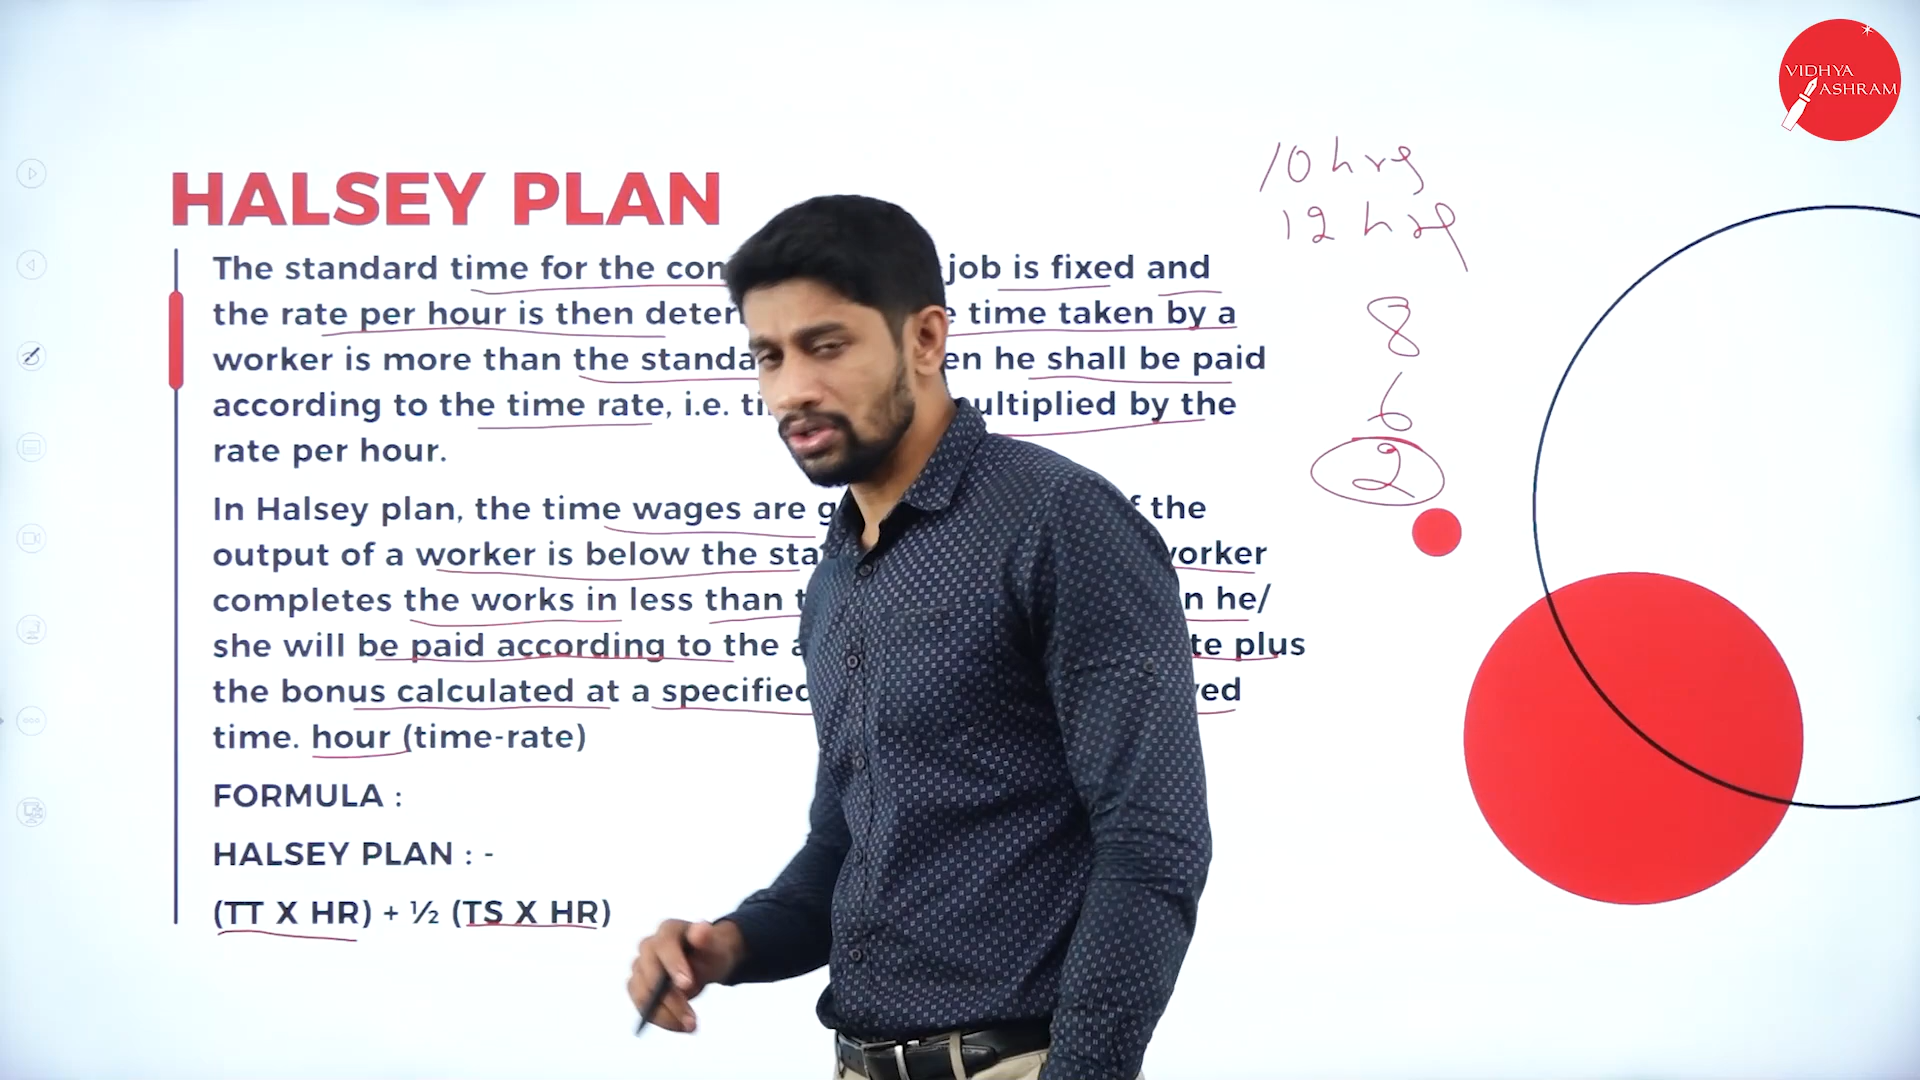 VIDHYA
ASHRAM
10 hrs
12 hrs
8
6
2
HALSEY PLAN
The standard time for the con job is fixed and
the rate per hour is then deter e time taken by a
worker is more than the standa en he shall be paid
according to the time rate, i.e. ti ultiplied by the
rate per hour.
In Halsey plan, the time wages are g f the
output of a worker is below the sta worker
completes the works in less than t n he/
she will be paid according to the a te plus
the bonus calculated at a specified ved
time. hour (time-rate)
FORMULA :
HALSEY PLAN : -
(TT X HR) + ½ (TS X HR)